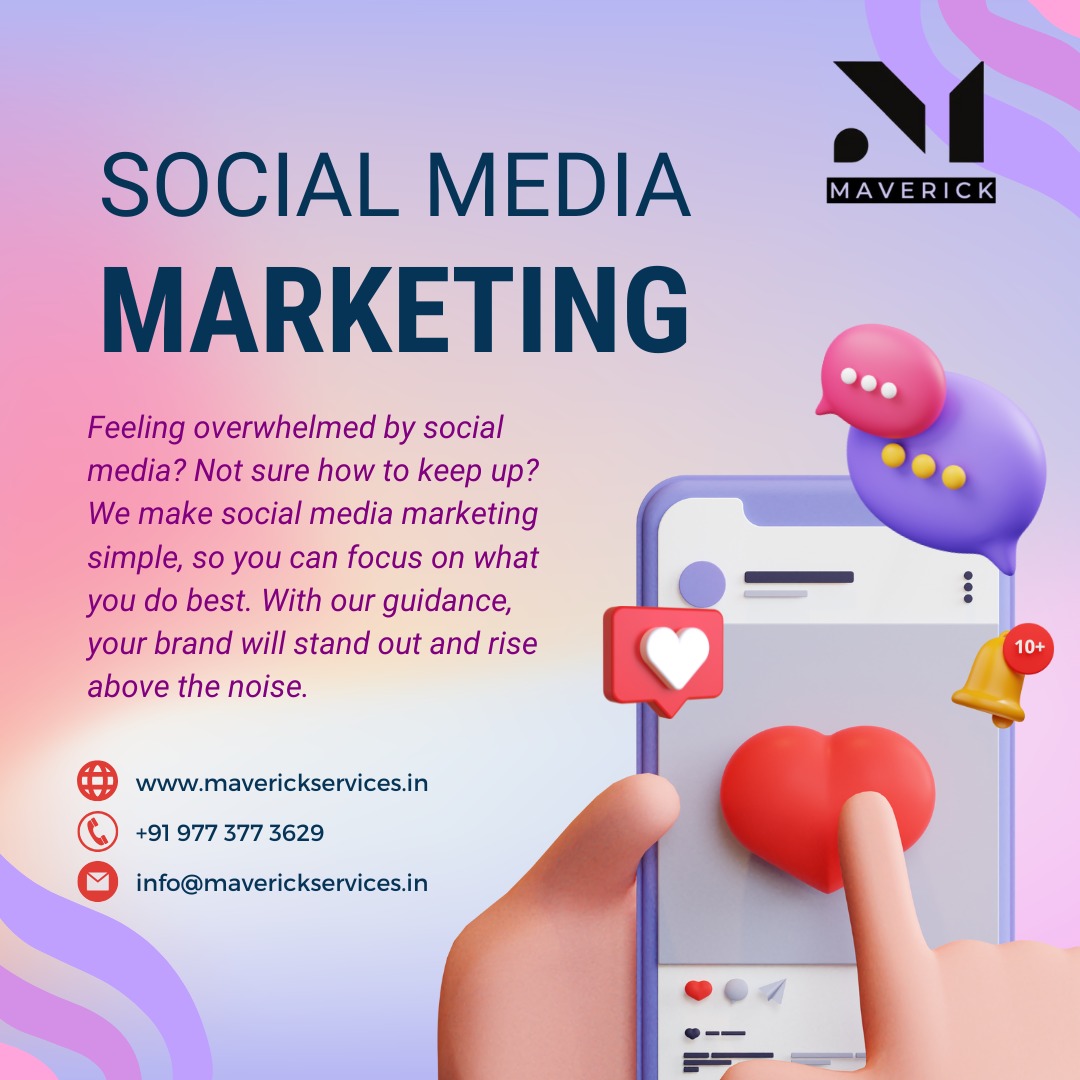 MAVERICK
SOCIAL MEDIA
MARKETING
Feeling overwhelmed by social
media? Not sure how to keep up?
We make social media marketing
simple, so you can focus on what
you do best. With our guidance,
your brand will stand out and rise
above the noise.
10+
www.maverickservices.in
+91 977 377 3629
info@maverickservices.in